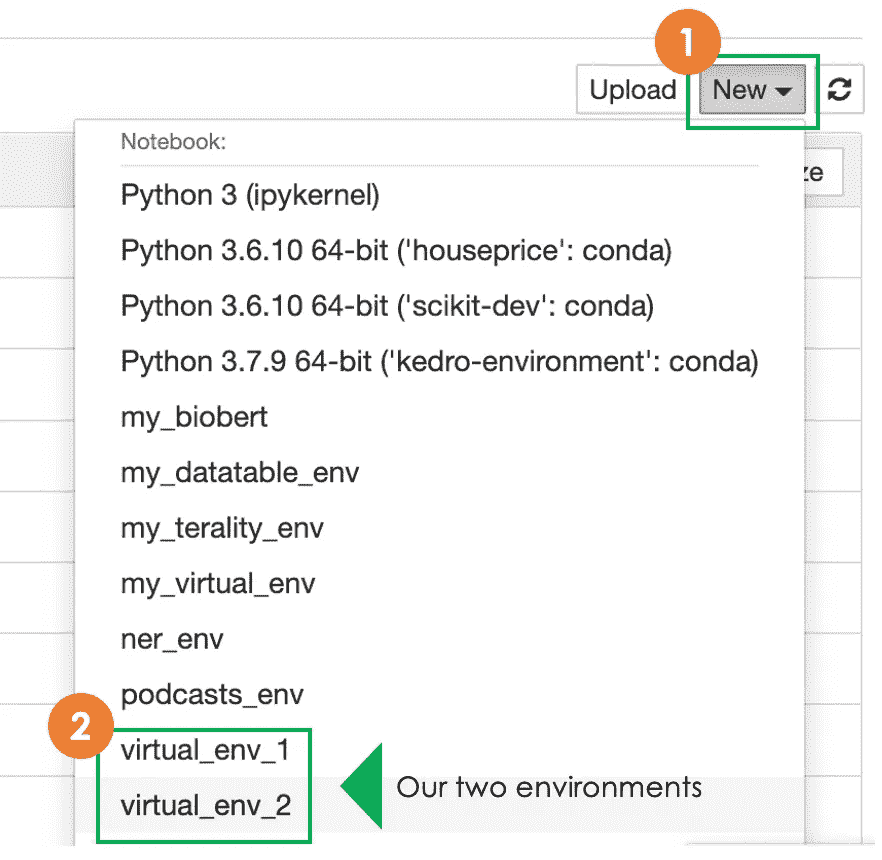 1
Upload New
Notebook:
ze
Python 3 (ipykernel)
Python 3.6.10 64-bit ('houseprice': conda)
Python 3.6.10 64-bit ('scikit-dev': conda)
Python 3.7.9 64-bit ('kedro-environment': conda)
my_biobert
my_datatable_env
my_terality_env
my_virtual_env
ner_env
podcasts_env
2
virtual_env_1
Our two environments
virtual_env_2